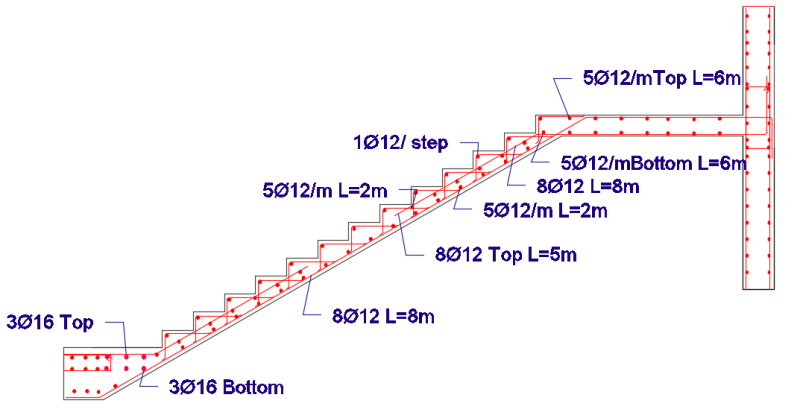 5Ø12/mTop L=6m
1Ø12/ step
5Ø12/mBottom L=6m
5Ø12/m L=2m
8Ø12 L=8m
5Ø12/m L=2m
8Ø12 Top L=5m
8Ø12 L=8m
3Ø16 Top
3Ø16 Bottom